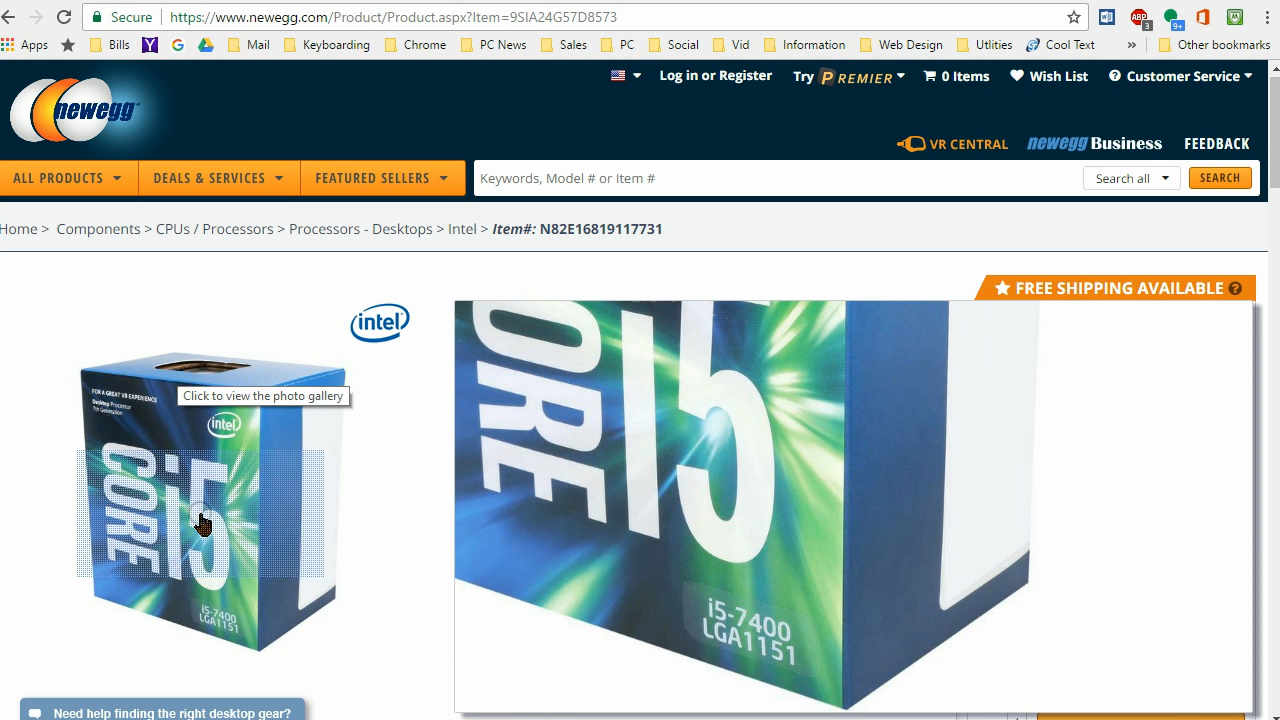 Secure https://www.newegg.com/Product/Product.aspx?Item=9SIA24G57D8573
ABP 3 9+
Apps Bills Mail Keyboarding Chrome PC News Sales PC Social Vid Information Web Design Utlities Cool Text » Other bookmarks
Log in or Register Try PREMIER 0 Items Wish List Customer Service
newegg
VR CENTRAL newegg Business FEEDBACK
ALL PRODUCTS DEALS & SERVICES FEATURED SELLERS Keywords, Model # or Item # Search all SEARCH
Home > Components > CPUs / Processors > Processors - Desktops > Intel > Item#: N82E16819117731
FREE SHIPPING AVAILABLE ?
intel
FOR A GREAT VR EXPERIENCE
Desktop Processor
7th Generation
Click to view the photo gallery
intel
CORE i5
i5-7400
LGA1151
ORE i5
i5-7400
LGA1151
Need help finding the right desktop gear?